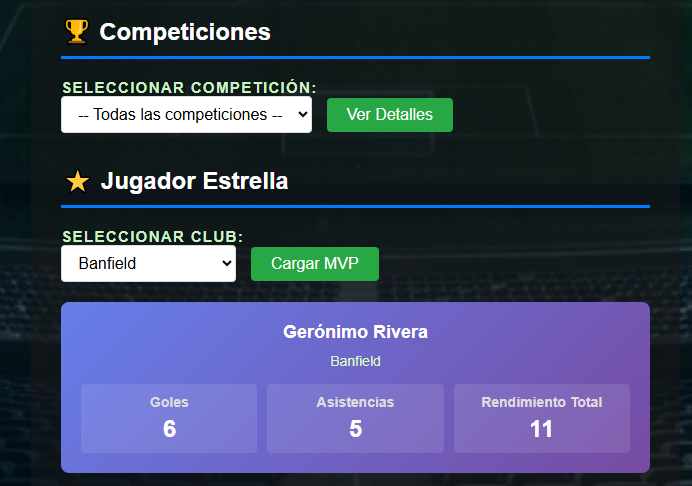 Competiciones
SELECCIONAR COMPETICIÓN:
-- Todas las competiciones --
Ver Detalles
Jugador Estrella
SELECCIONAR CLUB:
Banfield
Cargar MVP
Gerónimo Rivera
Banfield
Goles
6
Asistencias
5
Rendimiento Total
11